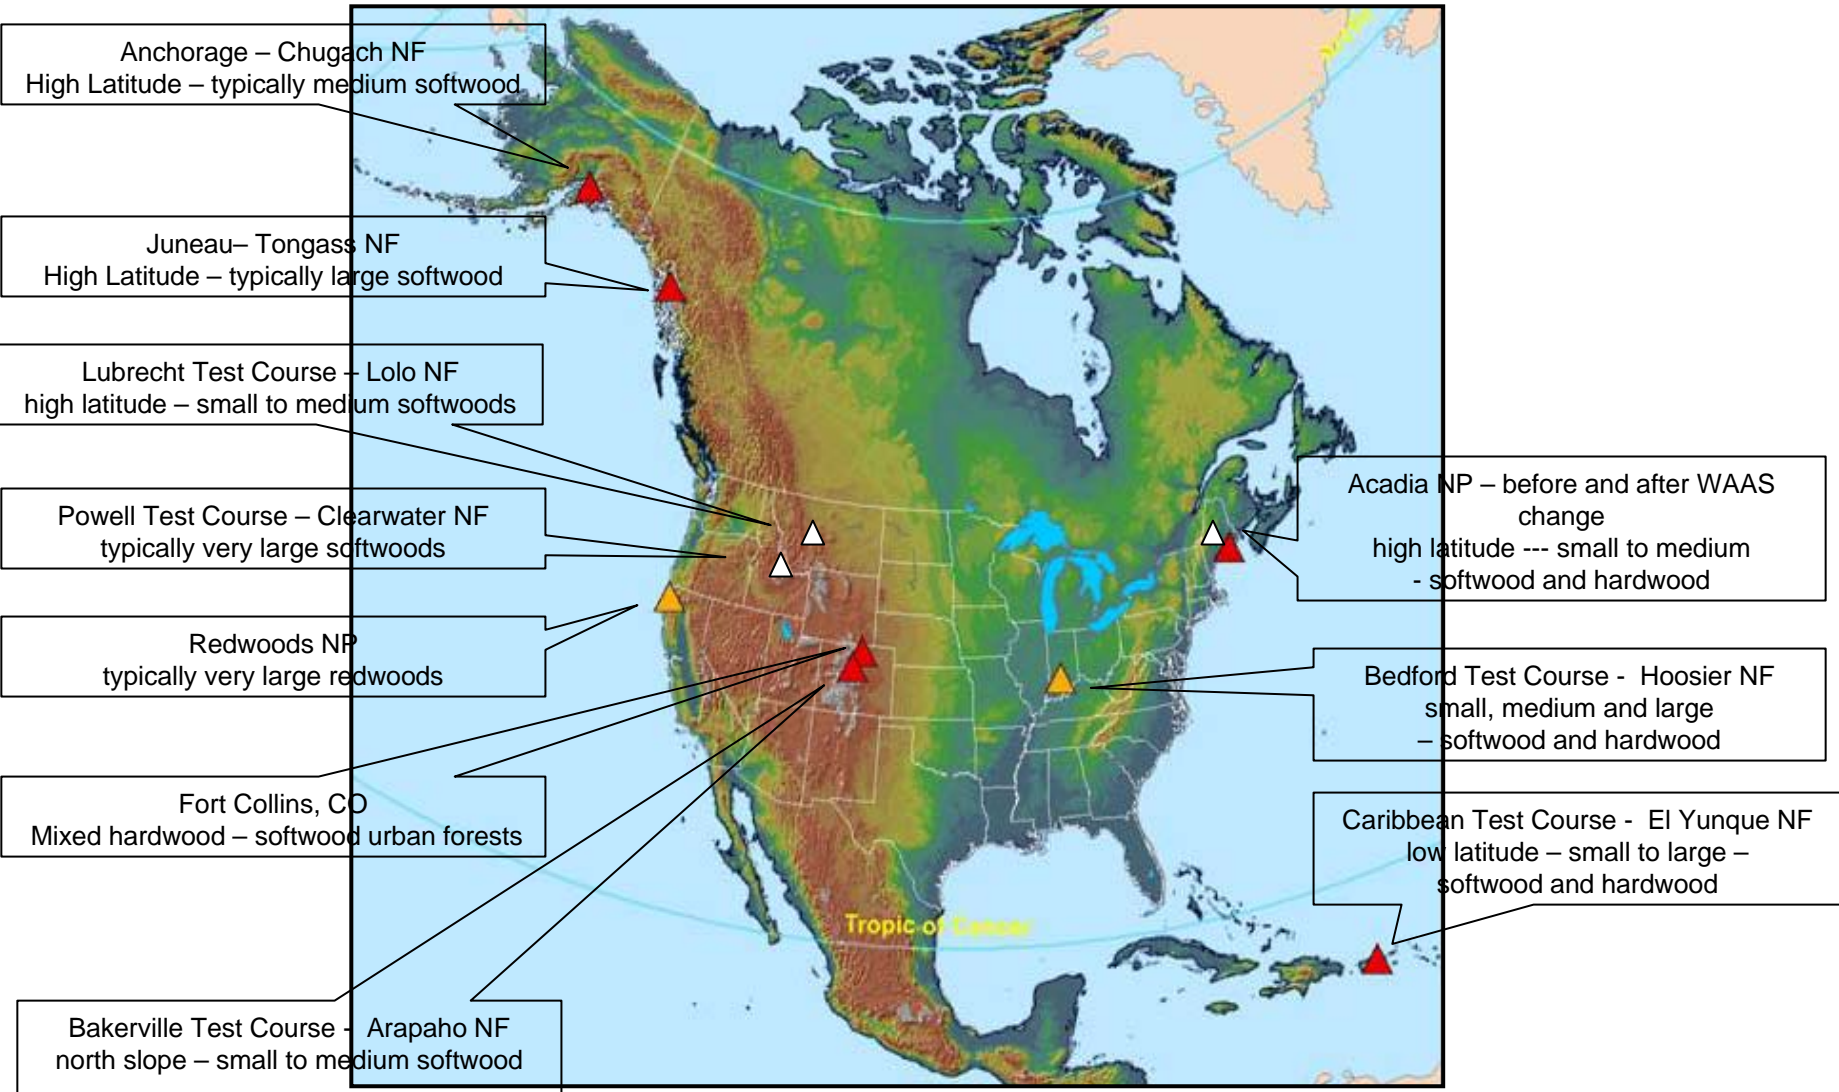 Anchorage – Chugach NF
High Latitude – typically medium softwood
Juneau– Tongass NF
High Latitude – typically large softwood
Lubrecht Test Course – Lolo NF
high latitude – small to medium softwoods
Powell Test Course – Clearwater NF
typically very large softwoods
Redwoods NP
typically very large redwoods
Fort Collins, CO
Mixed hardwood – softwood urban forests
Bakerville Test Course - Arapaho NF
north slope – small to medium softwood
Acadia NP – before and after WAAS
change
high latitude --- small to medium
- softwood and hardwood
Bedford Test Course - Hoosier NF
small, medium and large
– softwood and hardwood
Caribbean Test Course - El Yunque NF
low latitude – small to large –
softwood and hardwood
Tropic of Cancer